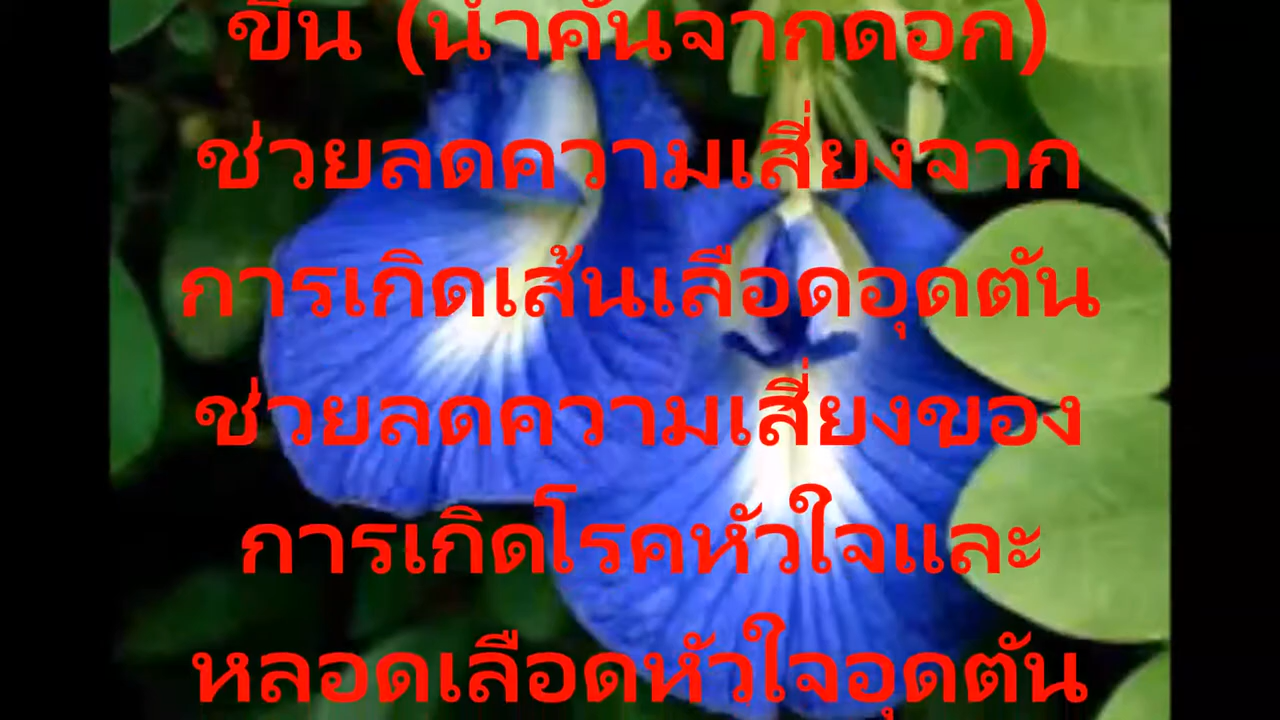 ขึ้น (น้ำคั้นจากดอก)
ช่วยลดความเสี่ยงจาก
การเกิดเส้นเลือดอุดตัน
ช่วยลดความเสี่ยงของ
การเกิดโรคหัวใจและ
หลอดเลือดหัวใจอุดตัน